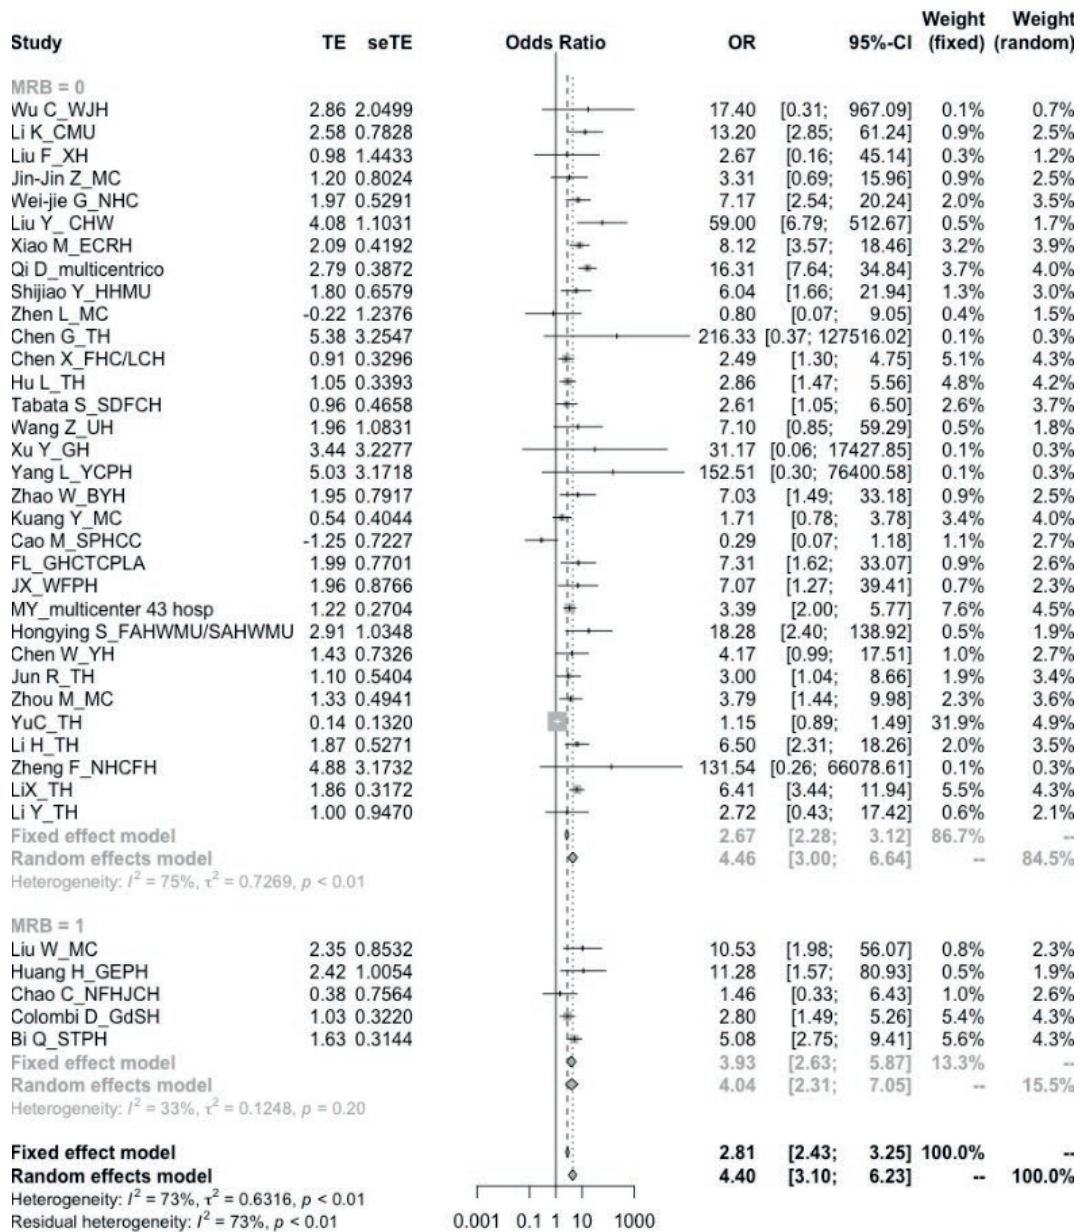 Weight Weight
Study TE seTE Odds Ratio OR 95%-CI (fixed) (random)
MRB = 0
Wu C_WJH 2.86 2.0499 17.40 [0.31; 967.09] 0.1% 0.7%
Li K_CMU 2.58 0.7828 13.20 [2.85; 61.24] 0.9% 2.5%
Liu F_XH 0.98 1.4433 2.67 [0.16; 45.14] 0.3% 1.2%
Jin-Jin Z_MC 1.20 0.8024 3.31 [0.69; 15.96] 0.9% 2.5%
Wei-jie G_NHC 1.97 0.5291 7.17 [2.54; 20.24] 2.0% 3.5%
Liu Y_ CHW 4.08 1.1031 59.00 [6.79; 512.67] 0.5% 1.7%
Xiao M_ECRH 2.09 0.4192 8.12 [3.57; 18.46] 3.2% 3.9%
Qi D_multicentrico 2.79 0.3872 16.31 [7.64; 34.84] 3.7% 4.0%
Shijiao Y_HHMU 1.80 0.6579 6.04 [1.66; 21.94] 1.3% 3.0%
Zhen L_MC -0.22 1.2376 0.80 [0.07; 9.05] 0.4% 1.5%
Chen G_TH 5.38 3.2547 216.33 [0.37; 127516.02] 0.1% 0.3%
Chen X_FHC/LCH 0.91 0.3296 2.49 [1.30; 4.75] 5.1% 4.3%
Hu L_TH 1.05 0.3393 2.86 [1.47; 5.56] 4.8% 4.2%
Tabata S_SDFCH 0.96 0.4658 2.61 [1.05; 6.50] 2.6% 3.7%
Wang Z_UH 1.96 1.0831 7.10 [0.85; 59.29] 0.5% 1.8%
Xu Y_GH 3.44 3.2277 31.17 [0.06; 17427.85] 0.1% 0.3%
Yang L_YCPH 5.03 3.1718 152.51 [0.30; 76400.58] 0.1% 0.3%
Zhao W_BYH 1.95 0.7917 7.03 [1.49; 33.18] 0.9% 2.5%
Kuang Y_MC 0.54 0.4044 1.71 [0.78; 3.78] 3.4% 4.0%
Cao M_SPHCC -1.25 0.7227 0.29 [0.07; 1.18] 1.1% 2.7%
FL_GHCTCPLA 1.99 0.7701 7.31 [1.62; 33.07] 0.9% 2.6%
JX_WFPH 1.96 0.8766 7.07 [1.27; 39.41] 0.7% 2.3%
MY_multicenter 43 hosp 1.22 0.2704 3.39 [2.00; 5.77] 7.6% 4.5%
Hongying S_FAHWMU/SAHWMU 2.91 1.0348 18.28 [2.40; 138.92] 0.5% 1.9%
Chen W_YH 1.43 0.7326 4.17 [0.99; 17.51] 1.0% 2.7%
Jun R_TH 1.10 0.5404 3.00 [1.04; 8.66] 1.9% 3.4%
Zhou M_MC 1.33 0.4941 3.79 [1.44; 9.98] 2.3% 3.6%
YuC_TH 0.14 0.1320 1.15 [0.89; 1.49] 31.9% 4.9%
Li H_TH 1.87 0.5271 6.50 [2.31; 18.26] 2.0% 3.5%
Zheng F_NHCFH 4.88 3.1732 131.54 [0.26; 66078.61] 0.1% 0.3%
LiX_TH 1.86 0.3172 6.41 [3.44; 11.94] 5.5% 4.3%
Li Y_TH 1.00 0.9470 2.72 [0.43; 17.42] 0.6% 2.1%
Fixed effect model 2.67 [2.28; 3.12] 86.7% --
Random effects model 4.46 [3.00; 6.64] -- 84.5%
Heterogeneity: I² = 75%, τ² = 0.7269, p < 0.01
MRB = 1
Liu W_MC 2.35 0.8532 10.53 [1.98; 56.07] 0.8% 2.3%
Huang H_GEPH 2.42 1.0054 11.28 [1.57; 80.93] 0.5% 1.9%
Chao C_NFHJCH 0.38 0.7564 1.46 [0.33; 6.43] 1.0% 2.6%
Colombi D_GdSH 1.03 0.3220 2.80 [1.49; 5.26] 5.4% 4.3%
Bi Q_STPH 1.63 0.3144 5.08 [2.75; 9.41] 5.6% 4.3%
Fixed effect model 3.93 [2.63; 5.87] 13.3% --
Random effects model 4.04 [2.31; 7.05] -- 15.5%
Heterogeneity: I² = 33%, τ² = 0.1248, p = 0.20
Fixed effect model 2.81 [2.43; 3.25] 100.0% --
Random effects model 4.40 [3.10; 6.23] -- 100.0%
Heterogeneity: I² = 73%, τ² = 0.6316, p < 0.01
Residual heterogeneity: I² = 73%, p < 0.01 0.001 0.1 1 10 1000